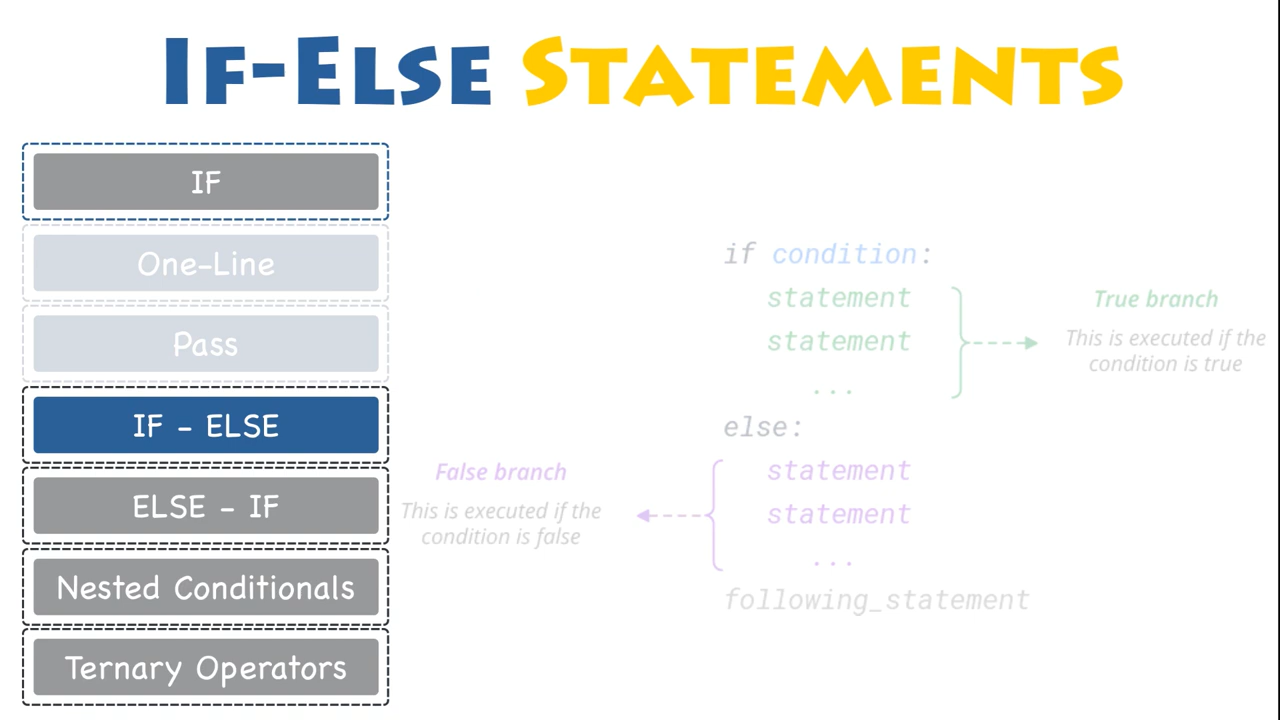 If-Else Statements
IF
One-Line
Pass
IF - ELSE
ELSE - IF
Nested Conditionals
Ternary Operators
if condition:
statement
statement
...
else:
statement
statement
...
following_statement
True branch
This is executed if the
condition is true
False branch
This is executed if the
condition is false